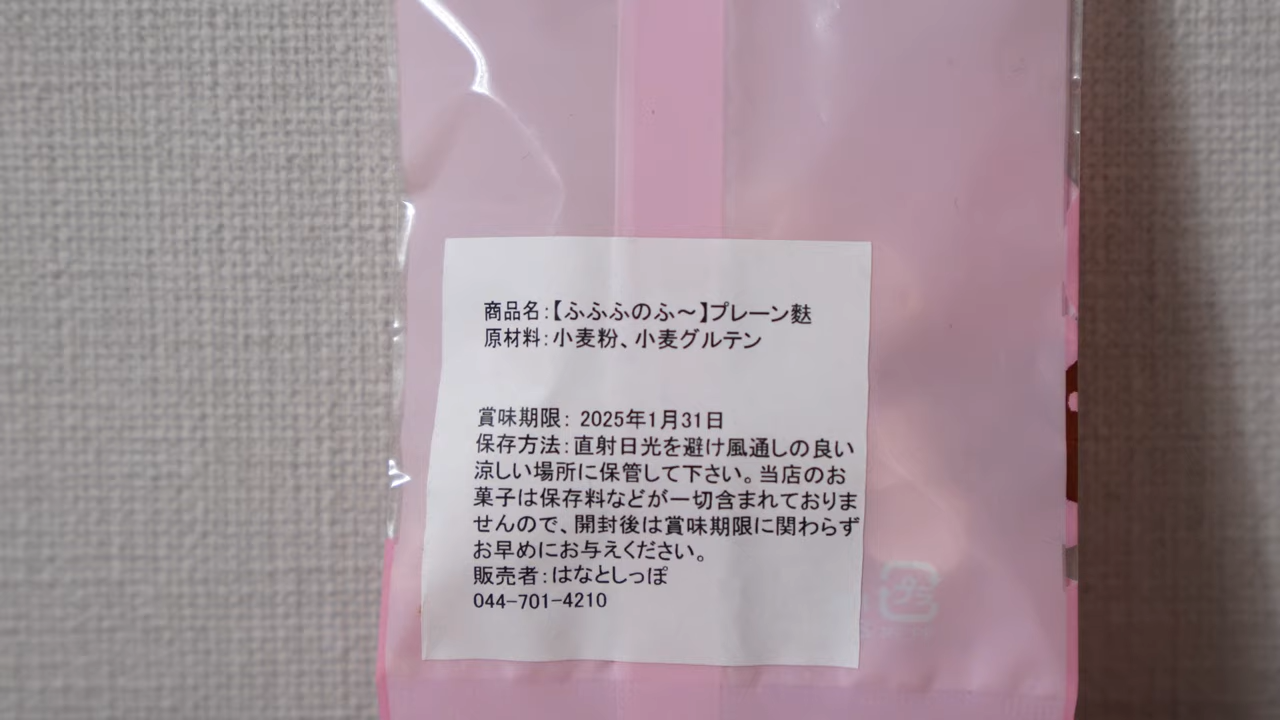 商品名：【ふふふのふ～】プレーン麩
原材料：小麦粉、小麦グルテン
賞味期限： 2025年1月31日
保存方法：直射日光を避け風通しの良い
涼しい場所に保管して下さい。当店のお
菓子は保存料などが一切含まれておりま
せんので、開封後は賞味期限に関わらず
お早めにお与えください。
販売者：はなとしっぽ
044-701-4210
プラ